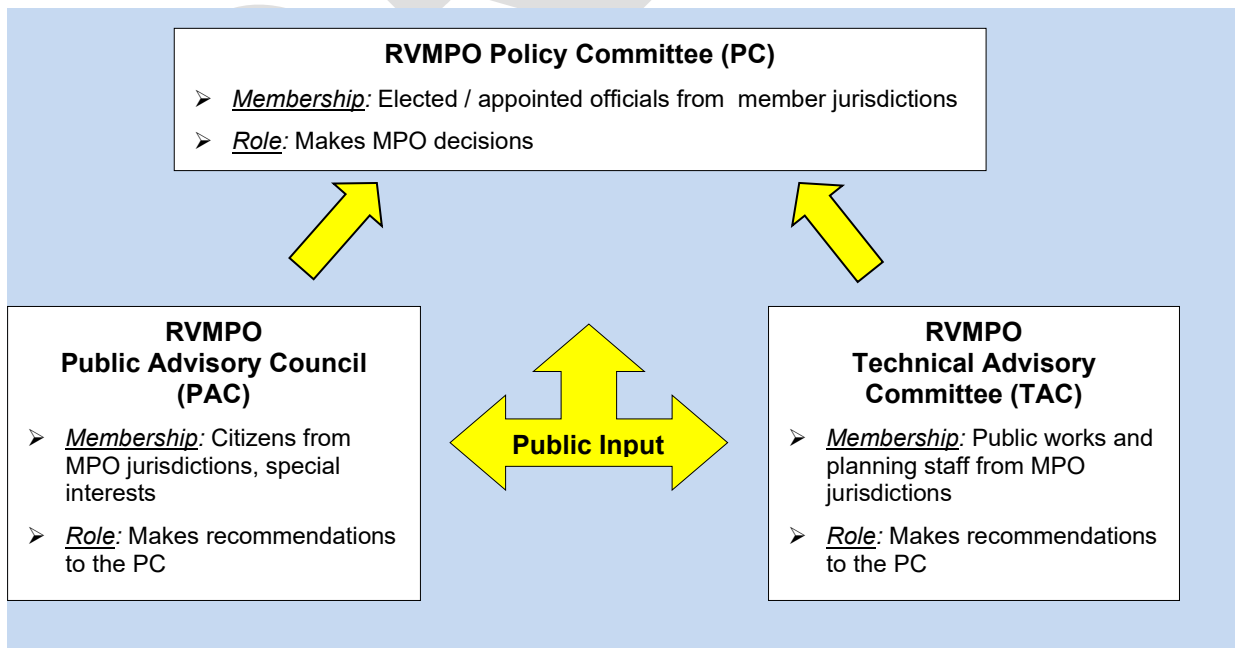 RVMPO Policy Committee (PC)
➢ Membership: Elected / appointed officials from member jurisdictions
➢ Role: Makes MPO decisions
RVMPO
Public Advisory Council
(PAC)
➢ Membership: Citizens from
MPO jurisdictions, special
interests
➢ Role: Makes recommendations
to the PC
Public Input
RVMPO
Technical Advisory
Committee (TAC)
➢ Membership: Public works and
planning staff from MPO
jurisdictions
➢ Role: Makes recommendations
to the PC